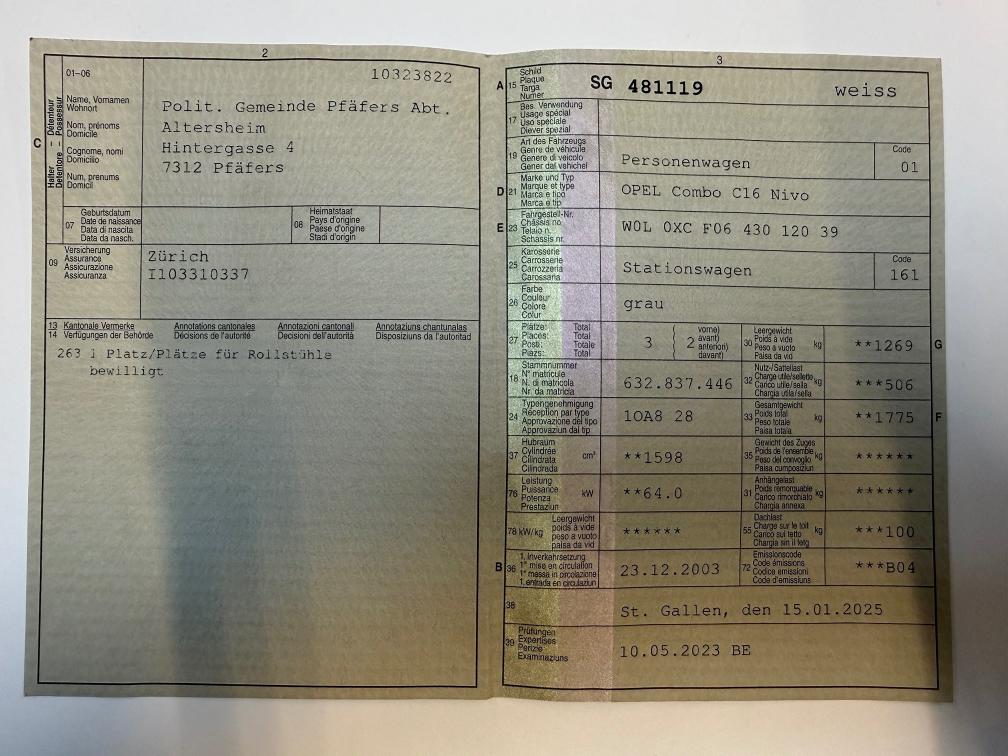 2
01-06
10323822
C
Halter – Détenteur
Detentore – Possessur
Name, Vornamen
Wohnort
Nom, prénoms
Domicile
Cognome, nomi
Domicilio
Num, prenums
Domicil
Polit. Gemeinde Pfäfers Abt.
Altersheim
Hintergasse 4
7312 Pfäfers
07
Geburtsdatum
Date de naissance
Data di nascita
Data da nasch.
08
Heimatstaat
Pays d'origine
Paese d'origine
Stadi d'origin
09
Versicherung
Assurance
Assicurazione
Assicuranza
Zürich
I103310337
13 Kantonale Vermerke Annotations cantonales Annotazioni cantonali Annotaziuns chantunalas
14 Verfügungen der Behörde Décisions de l'autorité Decisioni dell'autorità Disposiziuns da l'autoritad
263 1 Platz/Plätze für Rollstühle
bewilligt
3
A 15
Schild
Plaque
Targa
Numer
SG 481119 weiss
17
Bes. Verwendung
Usage spécial
Uso speciale
Diever spezial
19
Art des Fahrzeugs
Genre de véhicule
Genere di veicolo
Gener dal vehichel
Personenwagen
Code
01
D 21
Marke und Typ
Marque et type
Marca e tipo
Marca e tip
OPEL Combo C16 Nivo
E 23
Fahrgestell-Nr.
Châssis no.
Telaio n.
Schassis nr.
W0L 0XC F06 430 120 39
25
Karosserie
Carrosserie
Carrozzeria
Carossaria
Stationswagen
Code
161
26
Farbe
Couleur
Colore
Colur
grau
27
Plätze: Total
Places: Total
Posti: Totale
Plazs: Total
3 ( 2 vorne)
avant)
anteriori)
davant)
30
Leergewicht
Poids à vide
Peso a vuoto
Paisa da vid
kg
**1269
G
18
Stammnummer
N° matricule
N. di matricola
Nr. da matricla
632.837.446
32
Nutz-/Sattellast
Charge utile/sellette
Carico utile/sella
Chargia utila/sella
kg
***506
24
Typengenehmigung
Réception par type
Approvazione del tipo
Approvaziun dal tip
1OA8 28
33
Gesamtgewicht
Poids total
Peso totale
Paisa totala
kg
**1775
F
37
Hubraum
Cylindrée
Cilindrata
Cilindrada
cm³
**1598
35
Gewicht des Zuges
Poids de l'ensemble
Peso del convoglio
Paisa cumposiziun
kg
******
76
Leistung
Puissance
Potenza
Prestaziun
kW
**64.0
31
Anhängelast
Poids remorquable
Carico rimorchiato
Chargia annexa
kg
******
78 kW/kg
Leergewicht
poids à vide
peso a vuoto
paisa da vid
******
55
Dachlast
Charge sur le toit
Carico sul tetto
Chargia sin il tetg
kg
***100
B 36
1. Inverkehrsetzung
1re mise en circulation
1a messa in circolazione
1. entrada en circulaziun
23.12.2003
72
Emissionscode
Code émissions
Codice emissioni
Code d'emissiuns
***B04
38
St. Gallen, den 15.01.2025
39
Prüfungen
Expertises
Perizie
Examinaziuns
10.05.2023 BE